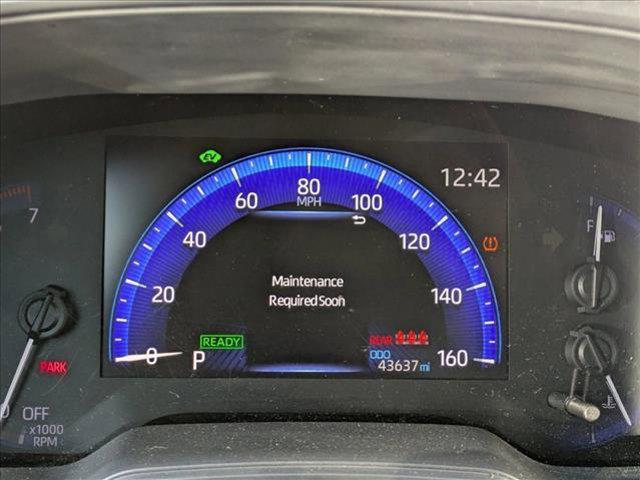 EV
12:42
7
60
80
MPH
100
40
120
F
Maintenance
Required Soon
20
140
READY
REAR
PARK
0
P
ODO
43637 mi
160
0
OFF
x1000
RPM